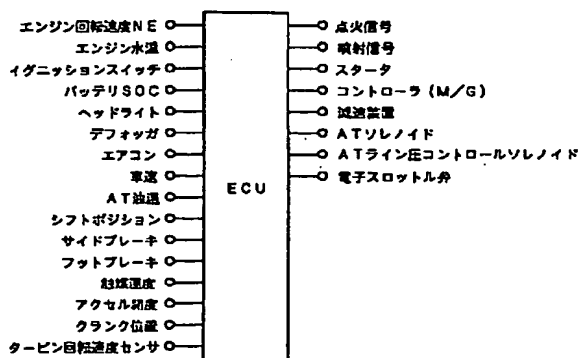 エンジン回転速度NE
エンジン水温
イグニッションスイッチ
バッテリSOC
ヘッドライト
デフォッガ
エアコン
車速
AT油温
シフトポジション
サイドブレーキ
フットブレーキ
触媒温度
アクセル開度
クランク位置
タービン回転速度センサ
ECU
点火信号
噴射信号
スタータ
コントローラ(M/G)
減速装置
ATソレノイド
ATライン圧コントロールソレノイド
電子スロットル弁